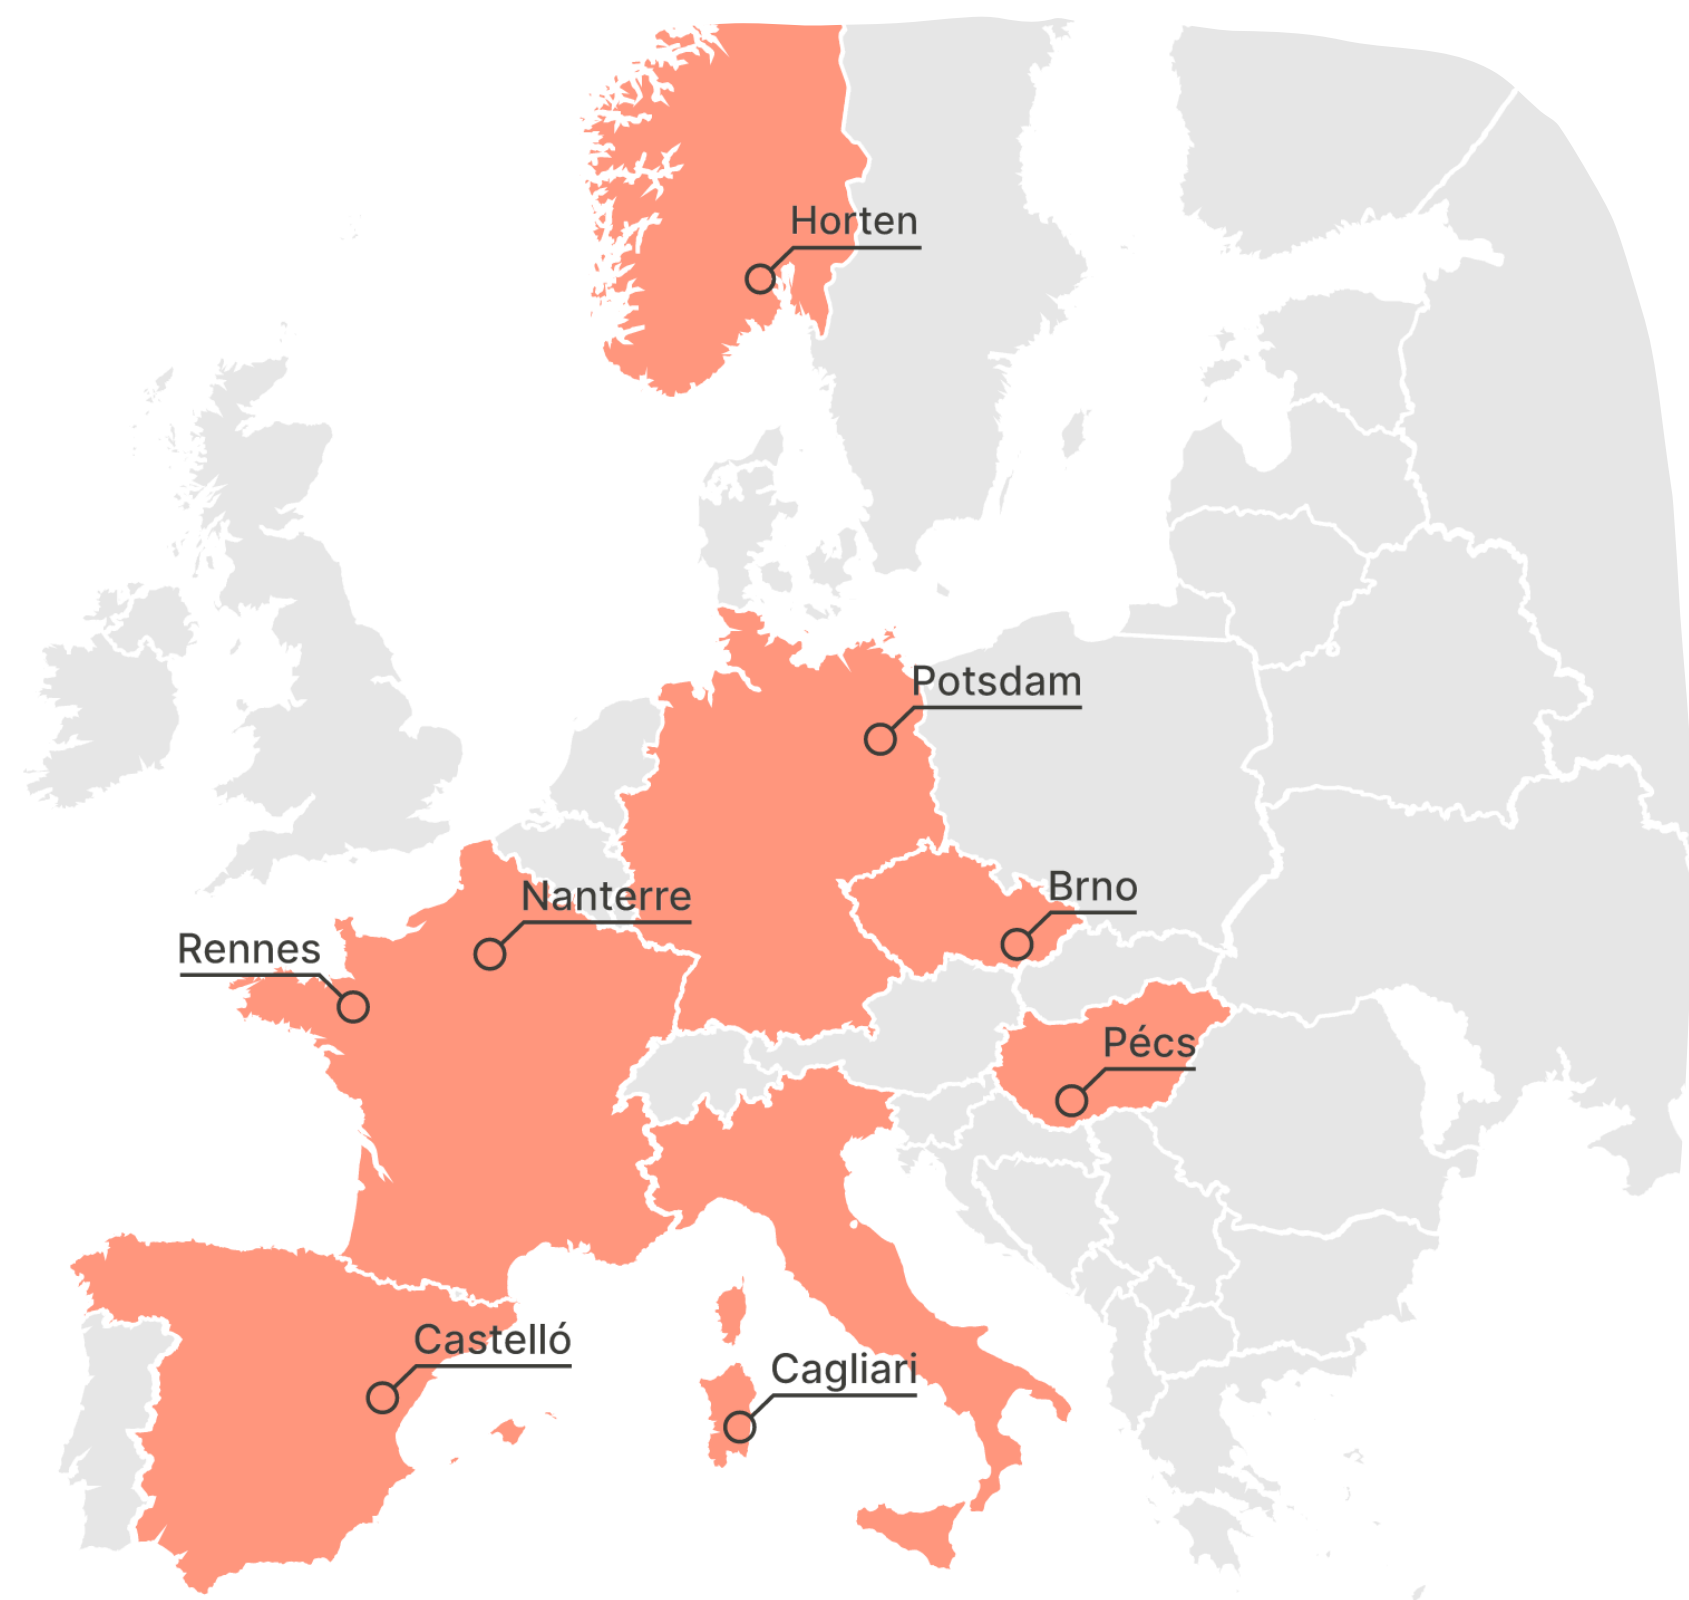 Horten
Potsdam
Brno
Nanterre
Rennes
Pécs
Castelló
Cagliari